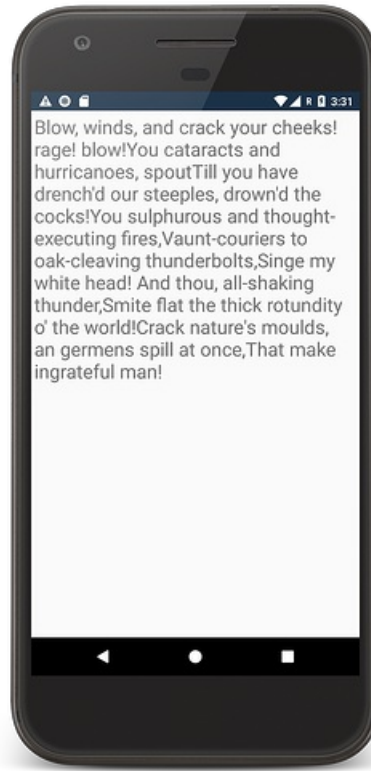 R 3:31
Blow, winds, and crack your cheeks!
rage! blow!You cataracts and
hurricanoes, spoutTill you have
drench'd our steeples, drown'd the
cocks!You sulphurous and thought-
executing fires,Vaunt-couriers to
oak-cleaving thunderbolts,Singe my
white head! And thou, all-shaking
thunder,Smite flat the thick rotundity
o' the world!Crack nature's moulds,
an germens spill at once,That make
ingrateful man!